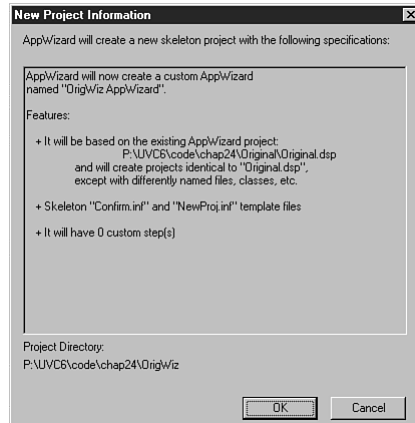 New Project Information
AppWizard will create a new skeleton project with the following specifications:
AppWizard will now create a custom AppWizard
named "OrigWiz AppWizard".
Features:
+ It will be based on the existing AppWizard project:
P:\UVC6\code\chap24\Original\Original.dsp
and will create projects identical to "Original.dsp",
except with differently named files, classes, etc.
+ Skeleton "Confirm.inf" and "NewProj.inf" template files
+ It will have 0 custom step(s)
Project Directory:
P:\UVC6\code\chap24\OrigWiz
OK Cancel